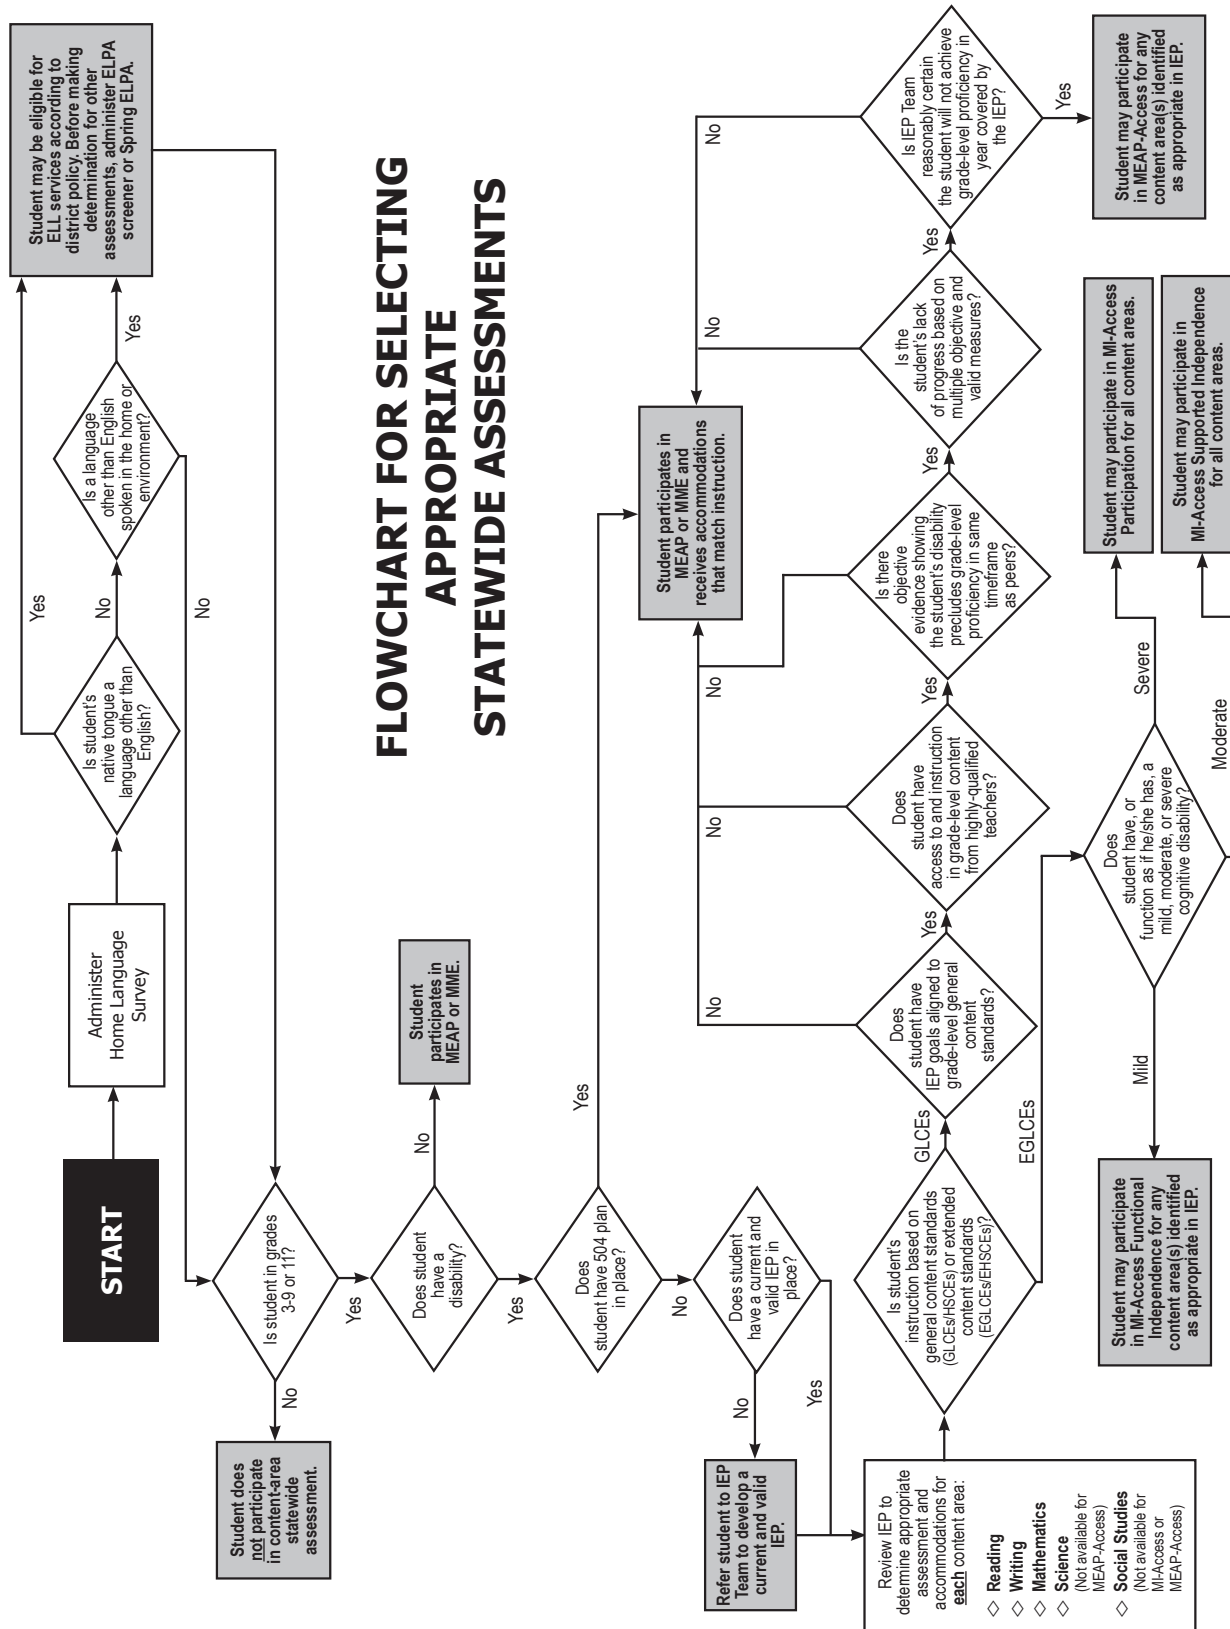 FLOWCHART FOR SELECTING
APPROPRIATE
STATEWIDE ASSESSMENTS
START
Administer
Home Language
Survey
Is student's
native tongue a
language other than
English?
Yes
No
Is a language
other than English
spoken in the home or
environment?
Yes
No
Student may be eligible for
ELL services according to
district policy. Before making
determination for other
assessments, administer ELPA
screener or Spring ELPA.
Is student in grades
3-9 or 11?
No
Student does
not participate
in content-area
statewide
assessment.
Yes
Does student
have a
disability?
No
Student
participates in
MEAP or MME.
Yes
Does
student have 504 plan
in place?
Yes
Student participates in
MEAP or MME and
receives accommodations
that match instruction.
No
Does student
have a current and
valid IEP in
place?
No
Yes
Refer student to IEP
Team to develop a
current and valid
IEP.
Review IEP to
determine appropriate
assessment and
accommodations for
each content area:
◇ Reading
◇ Writing
◇ Mathematics
◇ Science
(Not available for
MEAP-Access)
◇ Social Studies
(Not available for
MI-Access or
MEAP-Access)
Is student's
instruction based on
general content standards
(GLCEs/HSCEs) or extended
content standards
(EGLCEs/EHSCEs)?
GLCEs
EGLCEs
Does
student have
IEP goals aligned to
grade-level general
content
standards?
No
Yes
Does
student have
access to and instruction
in grade-level content
from highly-qualified
teachers?
No
Yes
Is there
objective
evidence showing
the student's disability
precludes grade-level
proficiency in same
timeframe
as peers?
No
Yes
Is the
student's lack
of progress based on
multiple objective and
valid measures?
No
Yes
Is IEP Team
reasonably certain
the student will not achieve
grade-level proficiency in
year covered by
the IEP?
No
Yes
Student may participate
in MEAP-Access for any
content area(s) identified
as appropriate in IEP.
Does
student have, or
function as if he/she has, a
mild, moderate, or severe
cognitive disability?
Mild
Student may participate
in MI-Access Functional
Independence for any
content area(s) identified
as appropriate in IEP.
Severe
Student may participate in MI-Access
Participation for all content areas.
Moderate
Student may participate in
MI-Access Supported Independence
for all content areas.